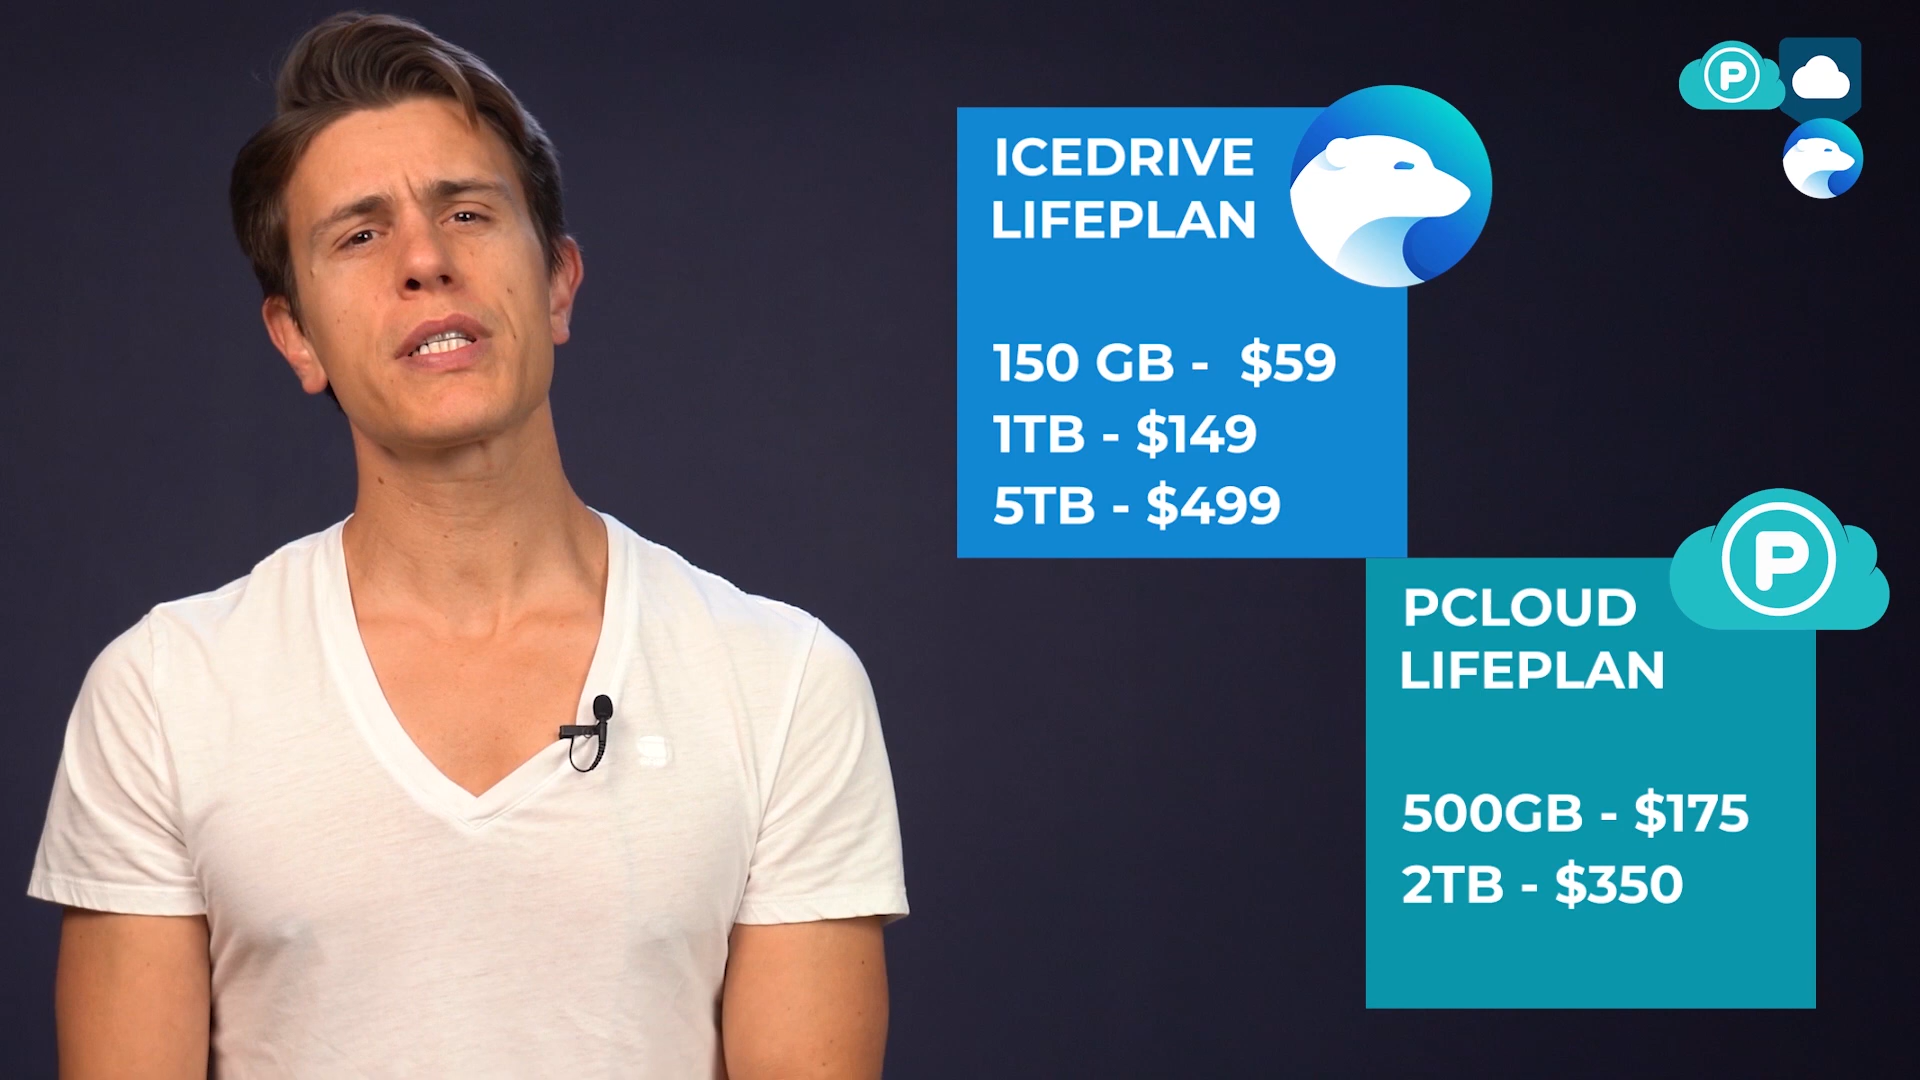 ICEDRIVE
LIFEPLAN
150 GB - $59
1TB - $149
5TB - $499
P
PCLOUD
LIFEPLAN
500GB - $175
2TB - $350
P